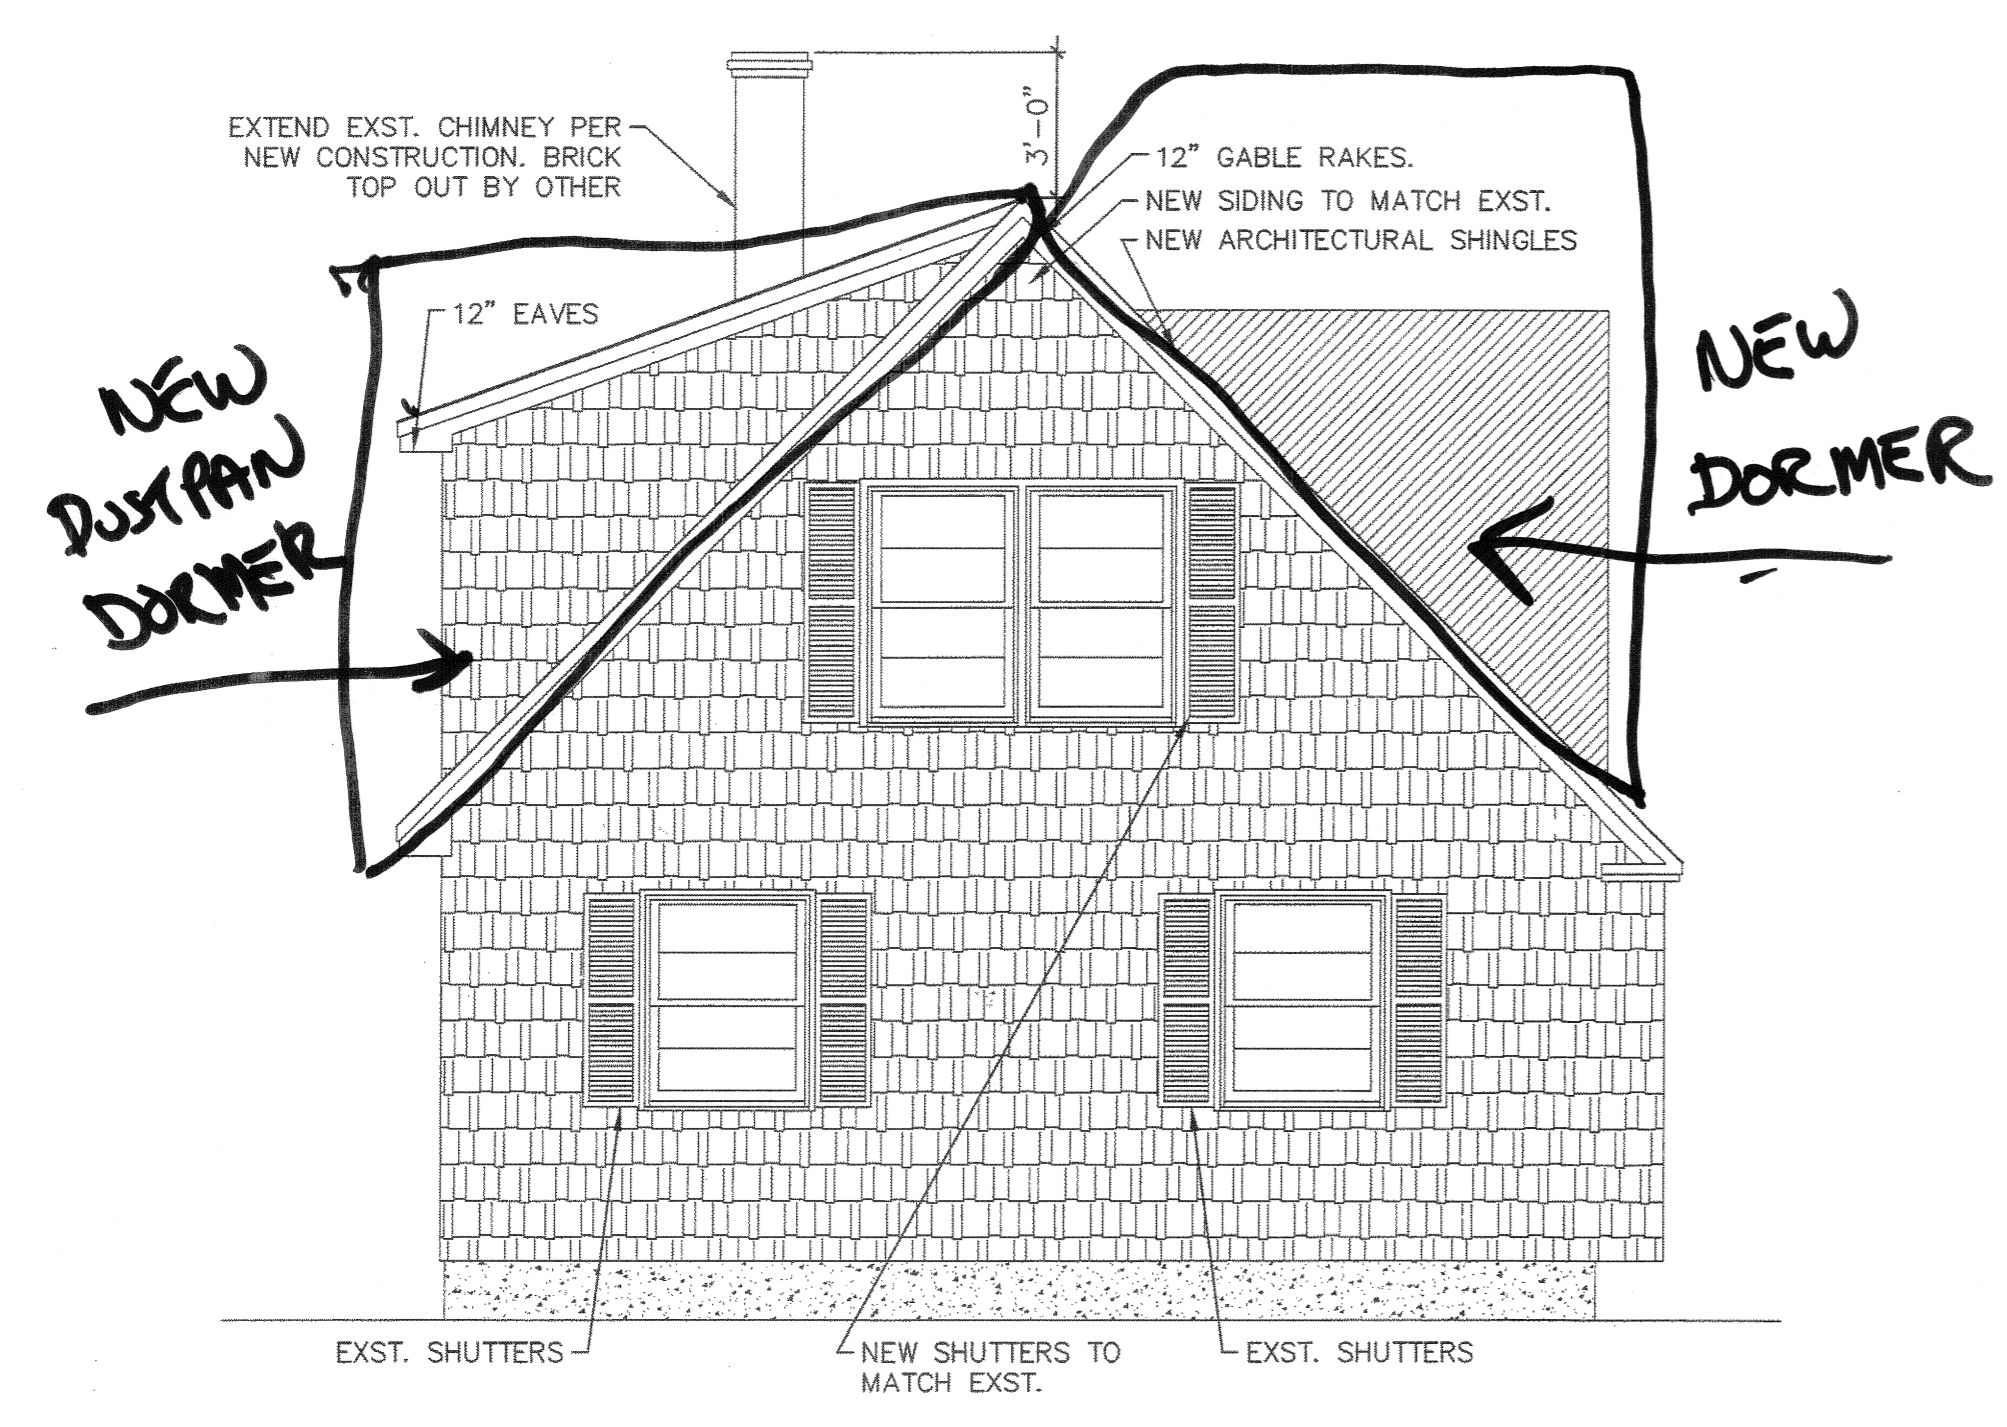 EXTEND EXST. CHIMNEY PER
NEW CONSTRUCTION. BRICK
TOP OUT BY OTHER
3'-0"
12" GABLE RAKES.
NEW SIDING TO MATCH EXST.
NEW ARCHITECTURAL SHINGLES
12" EAVES
NEW
DUSTPAN
DORMER
NEW
DORMER
EXST. SHUTTERS
NEW SHUTTERS TO
MATCH EXST.
EXST. SHUTTERS